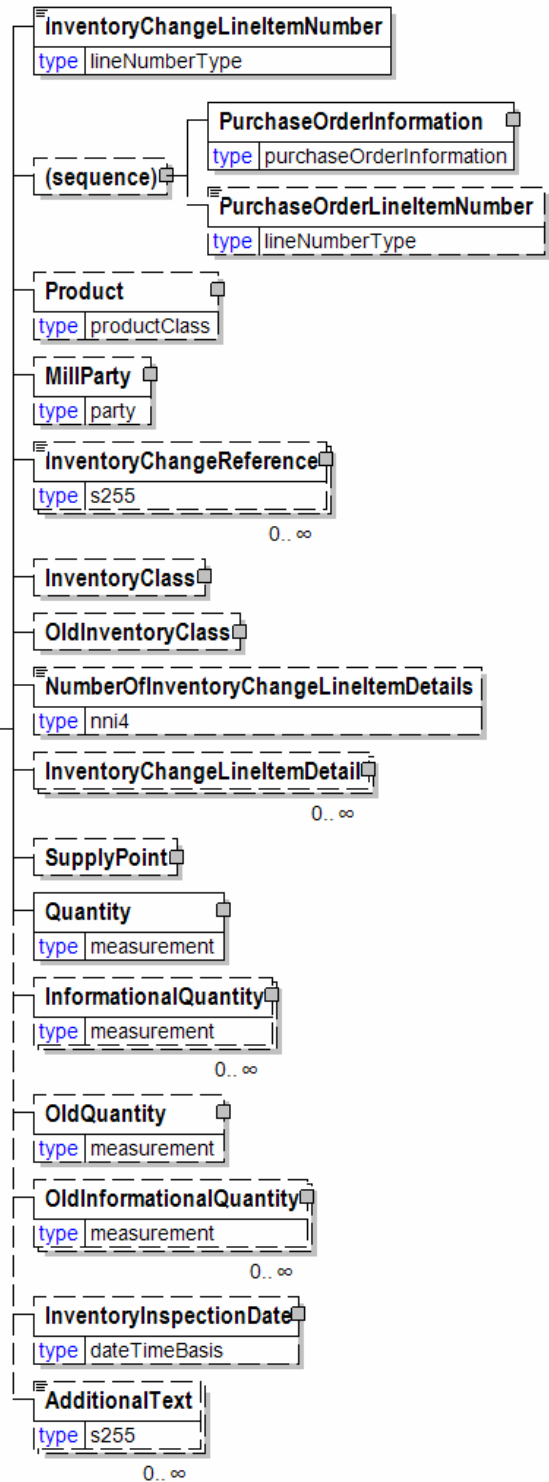 InventoryChangeLineItemNumber
type lineNumberType
PurchaseOrderInformation
type purchaseOrderInformation
(sequence)
PurchaseOrderLineItemNumber
type lineNumberType
Product
type productClass
MillParty
type party
InventoryChangeReference
type s255
0.. ∞
InventoryClass
OldInventoryClass
NumberOfInventoryChangeLineItemDetails
type nni4
InventoryChangeLineItemDetail
0.. ∞
SupplyPoint
Quantity
type measurement
InformationalQuantity
type measurement
0.. ∞
OldQuantity
type measurement
OldInformationalQuantity
type measurement
0.. ∞
InventoryInspectionDate
type dateTimeBasis
AdditionalText
type s255
0.. ∞